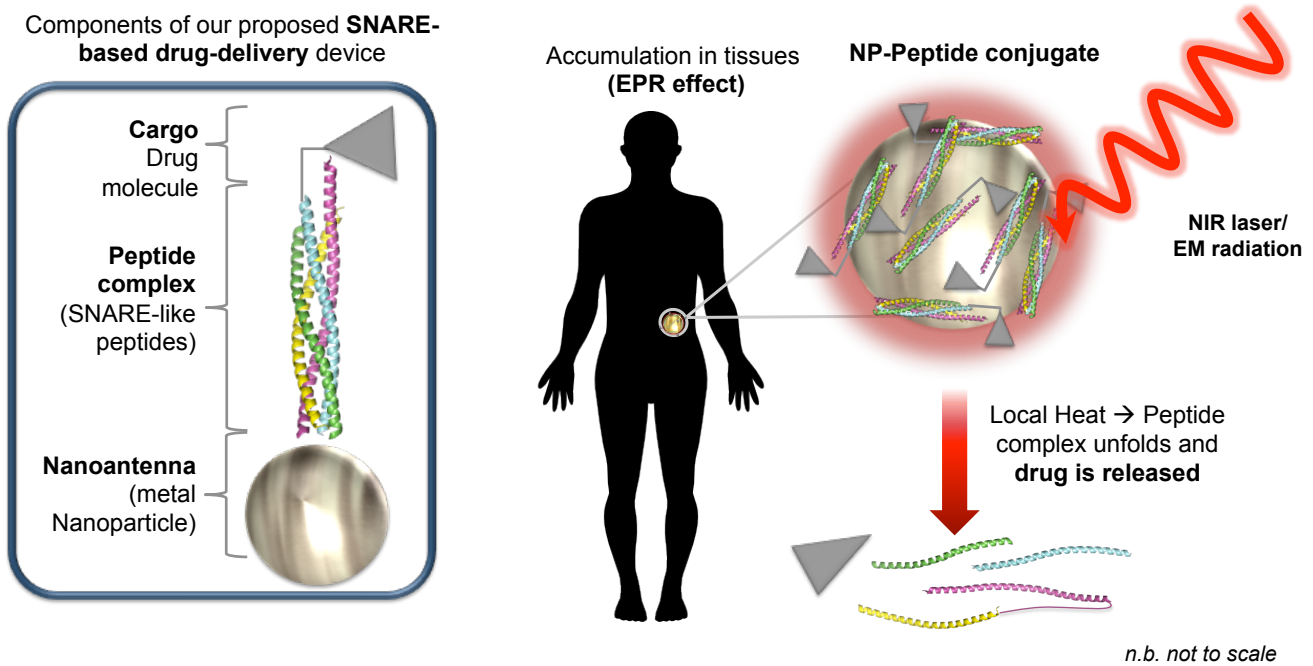 Components of our proposed SNARE-
based drug-delivery device
Cargo
Drug
molecule
Peptide
complex
(SNARE-like
peptides)
Nanoantenna
(metal
Nanoparticle)
Accumulation in tissues
(EPR effect)
NP-Peptide conjugate
NIR laser/
EM radiation
Local Heat → Peptide
complex unfolds and
drug is released
n.b. not to scale